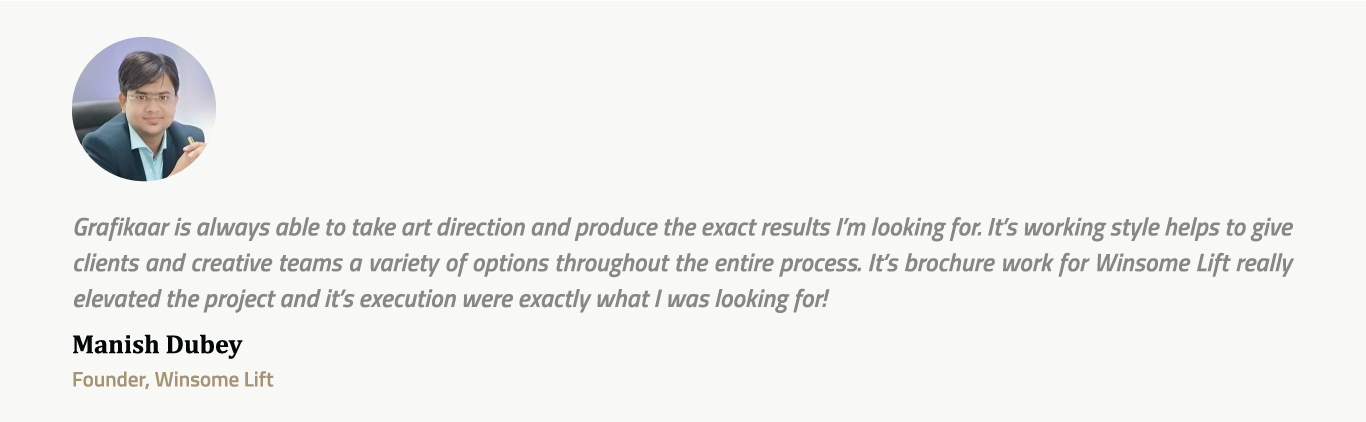 Grafikaar is always able to take art direction and produce the exact results I’m looking for. It’s working style helps to give
clients and creative teams a variety of options throughout the entire process. It’s brochure work for Winsome Lift really
elevated the project and it’s execution were exactly what I was looking for!
Manish Dubey
Founder, Winsome Lift